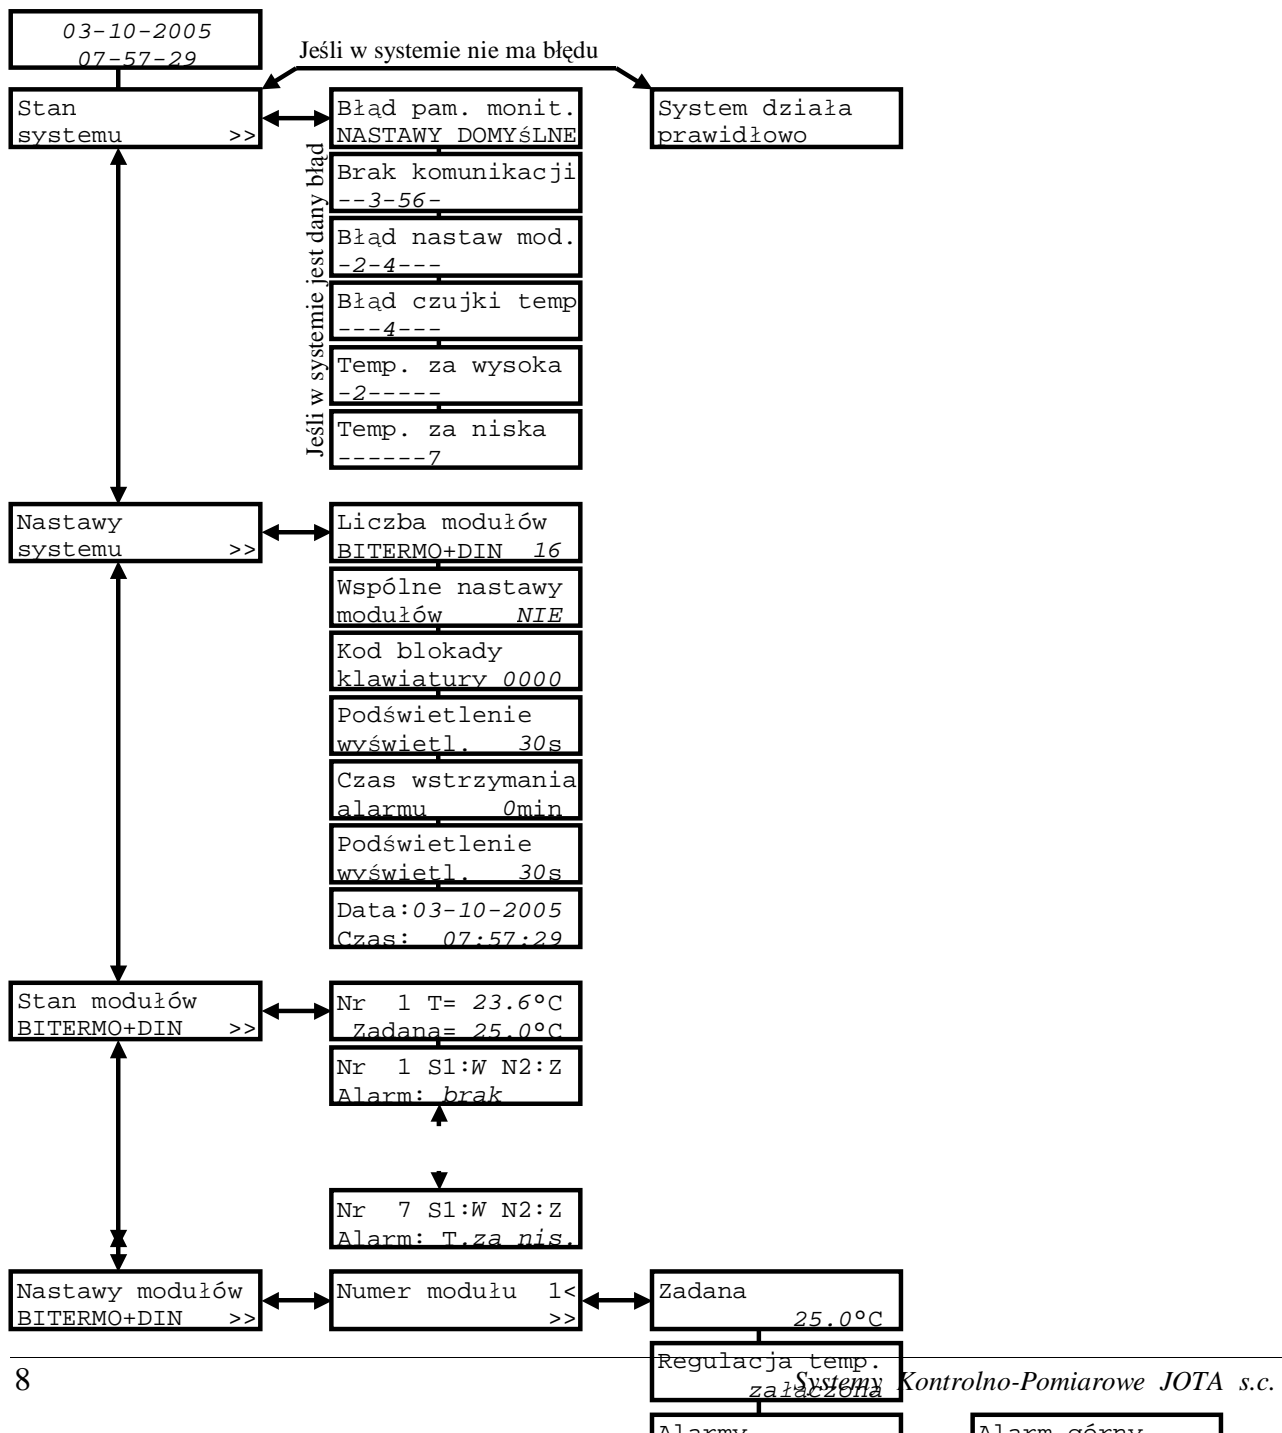 03-10-2005
07-57-29
Jeśli w systemie nie ma błędu
Stan
systemu >>
Błąd pam. monit.
NASTAWY DOMYśLNE
System działa
prawidłowo
Jeśli w systemie jest dany błąd
Brak komunikacji
--3-56-
Błąd nastaw mod.
-2-4---
Błąd czujki temp
---4---
Temp. za wysoka
-2-----
Temp. za niska
------7
Nastawy
systemu >>
Liczba modułów
BITERMO+DIN 16
Wspólne nastawy
modułów NIE
Kod blokady
klawiatury 0000
Podświetlenie
wyświetl. 30s
Czas wstrzymania
alarmu 0min
Podświetlenie
wyświetl. 30s
Data:03-10-2005
Czas: 07:57:29
Stan modułów
BITERMO+DIN >>
Nr 1 T= 23.6°C
Zadana= 25.0°C
Nr 1 S1:W N2:Z
Alarm: brak
Nr 7 S1:W N2:Z
Alarm: T.za nis.
Nastawy modułów
BITERMO+DIN >>
Numer modułu 1<
>>
Zadana
25.0°C
Regulacja temp.
załączona
8
Systemy Kontrolno-Pomiarowe JOTA s.c.
Alarmy
Alarm górny